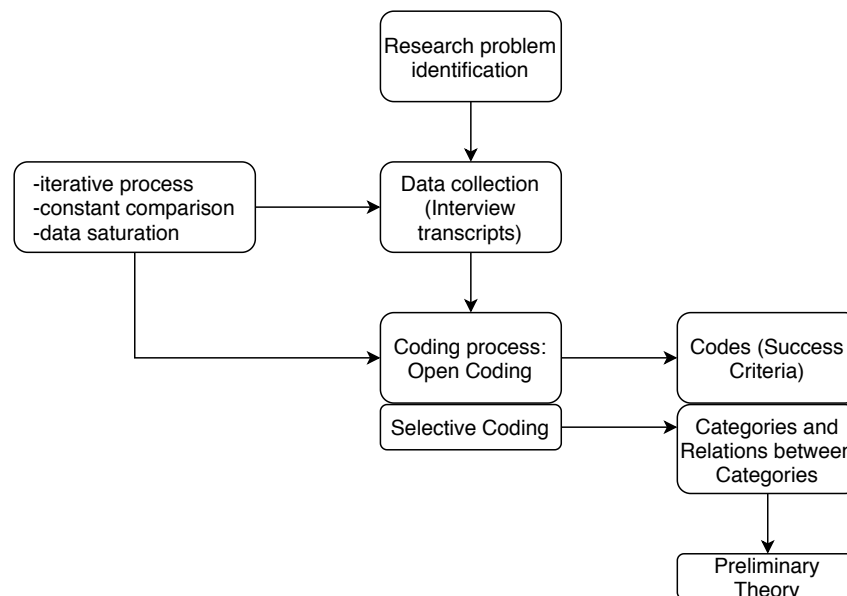 Research problem
identification
-iterative process
-constant comparison
-data saturation
Data collection
(Interview
transcripts)
Coding process:
Open Coding
Codes (Success
Criteria)
Selective Coding
Categories and
Relations between
Categories
Preliminary
Theory